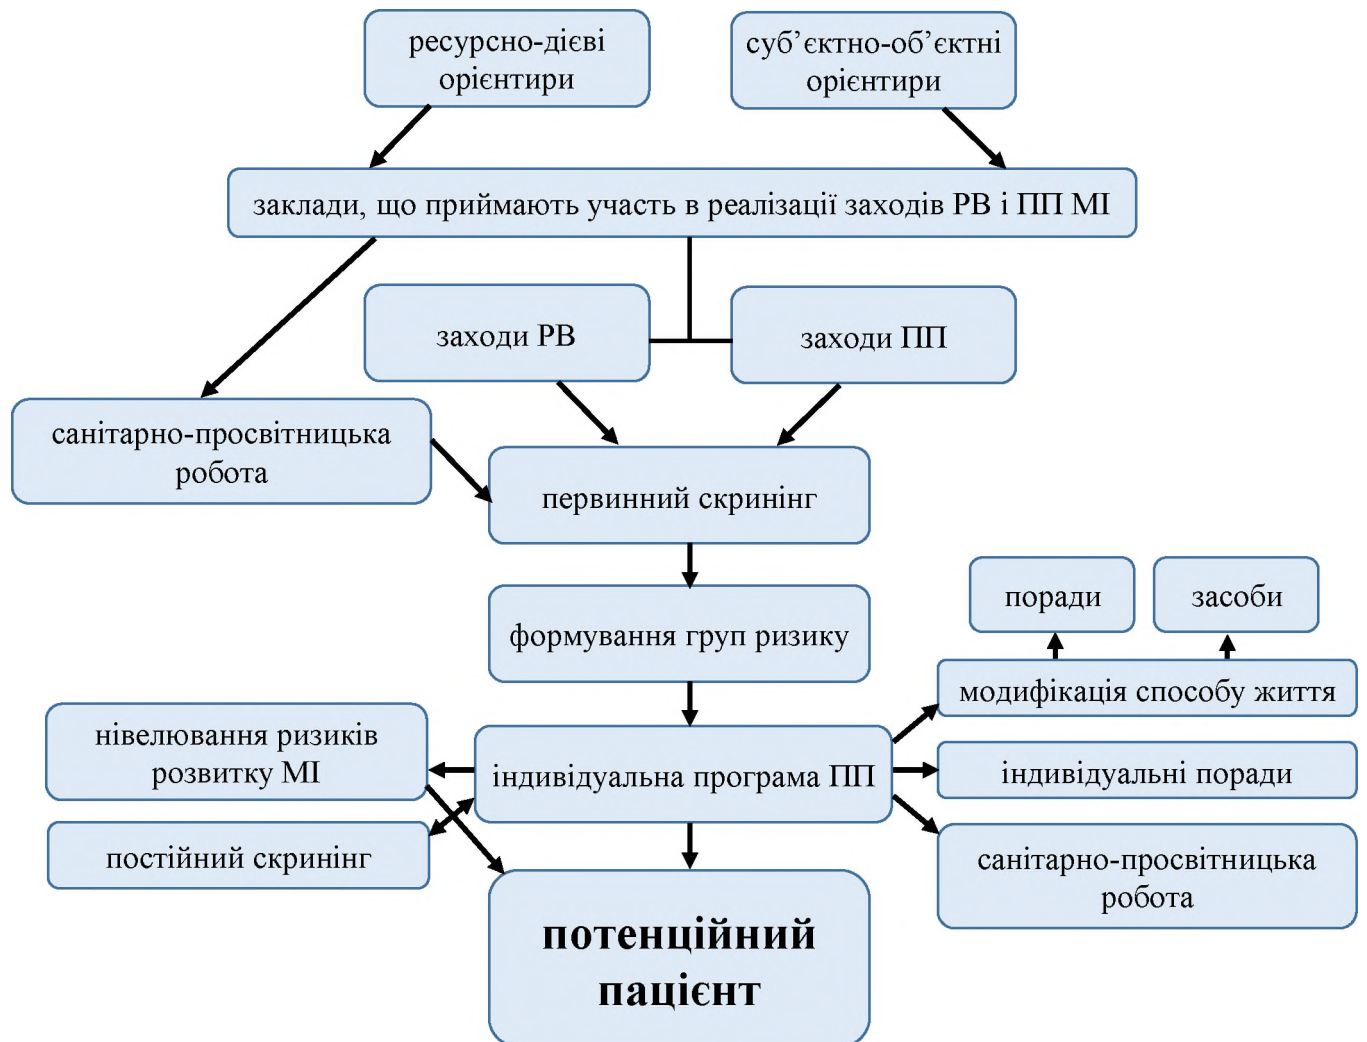 ресурсно-дієві
орієнтири
суб’єктно-об’єктні
орієнтири
заклади, що приймають участь в реалізації заходів РВ і ПП МІ
заходи РВ
заходи ПП
санітарно-просвітницька
робота
первинний скринінг
формування груп ризику
поради
засоби
модифікація способу життя
нівелювання ризиків
розвитку МІ
індивідуальна програма ПП
індивідуальні поради
постійний скринінг
санітарно-просвітницька
робота
потенційний
пацієнт